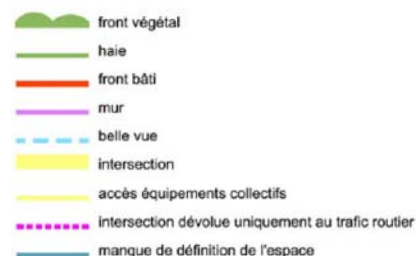 front végétal
haie
front bâti
mur
belle vue
intersection
accès équipements collectifs
intersection dévolue uniquement au trafic routier
manque de définition de l'espace